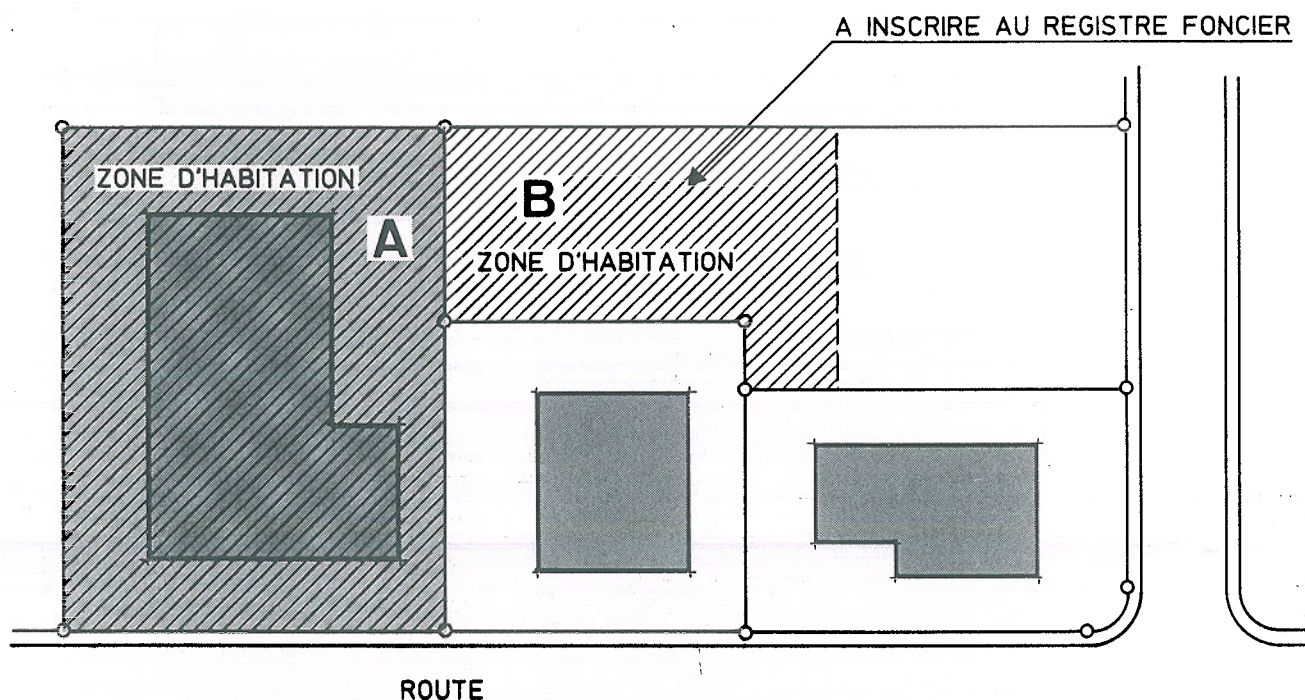 A INSCRIRE AU REGISTRE FONCIER
ZONE D'HABITATION
A
B
ZONE D'HABITATION
ROUTE